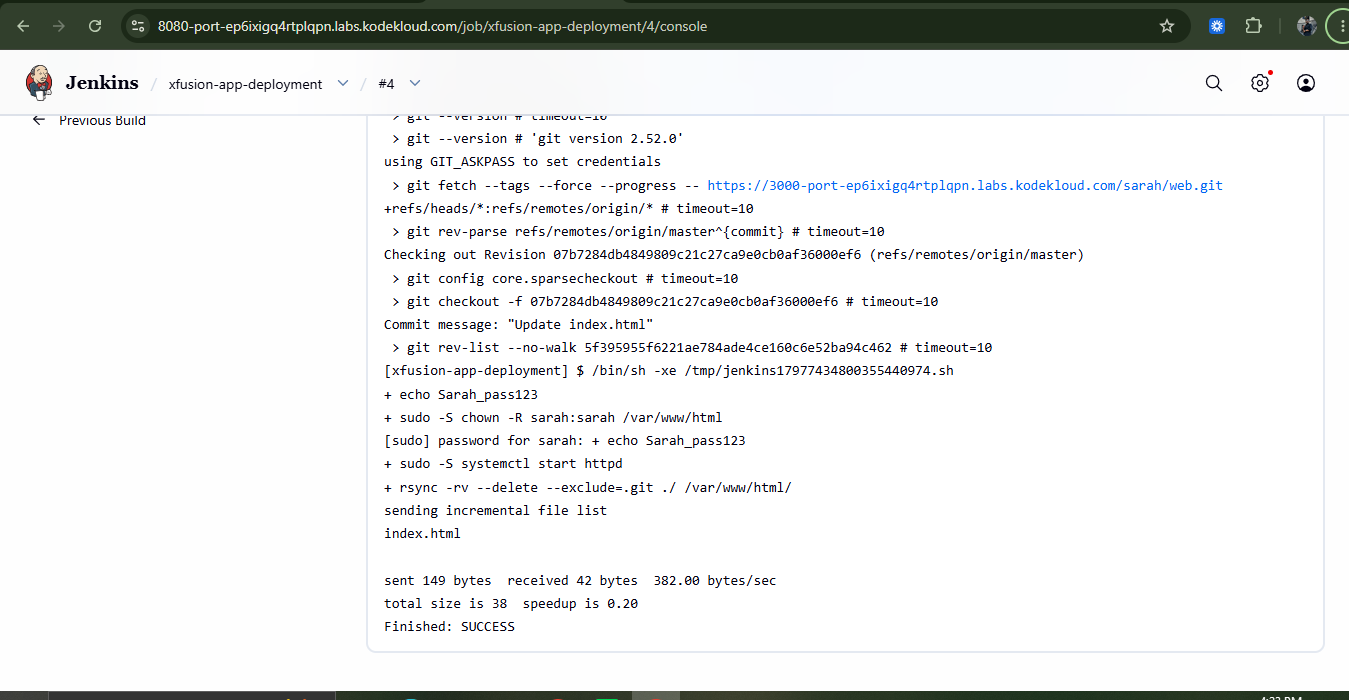 8080-port-ep6ixigq4rtplqpn.labs.kodekloud.com/job/xfusion-app-deployment/4/console
Jenkins / xfusion-app-deployment / #4
Previous Build
> git --version # timeout=10
> git --version # 'git version 2.52.0'
using GIT_ASKPASS to set credentials
> git fetch --tags --force --progress -- https://3000-port-ep6ixigq4rtplqpn.labs.kodekloud.com/sarah/web.git
+refs/heads/*:refs/remotes/origin/* # timeout=10
> git rev-parse refs/remotes/origin/master^{commit} # timeout=10
Checking out Revision 07b7284db4849809c21c27ca9e0cb0af36000ef6 (refs/remotes/origin/master)
> git config core.sparsecheckout # timeout=10
> git checkout -f 07b7284db4849809c21c27ca9e0cb0af36000ef6 # timeout=10
Commit message: "Update index.html"
> git rev-list --no-walk 5f395955f6221ae784ade4ce160c6e52ba94c462 # timeout=10
[xfusion-app-deployment] $ /bin/sh -xe /tmp/jenkins17977434800355440974.sh
+ echo Sarah_pass123
+ sudo -S chown -R sarah:sarah /var/www/html
[sudo] password for sarah: + echo Sarah_pass123
+ sudo -S systemctl start httpd
+ rsync -rv --delete --exclude=.git ./ /var/www/html/
sending incremental file list
index.html
sent 149 bytes  received 42 bytes  382.00 bytes/sec
total size is 38  speedup is 0.20
Finished: SUCCESS